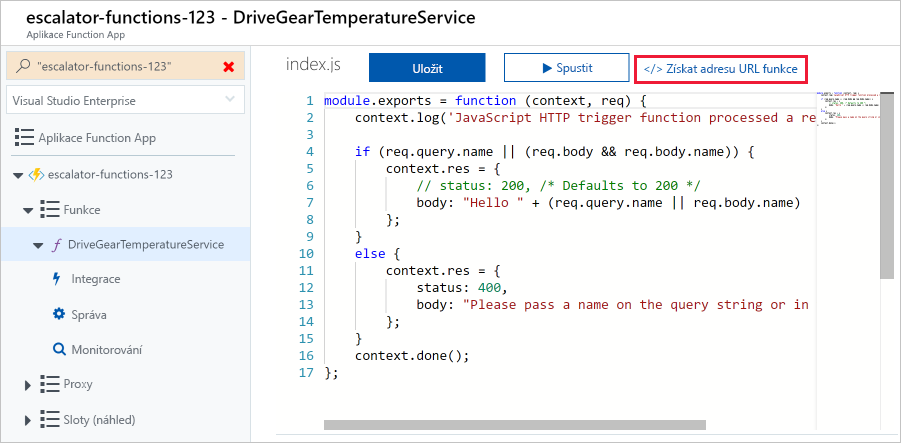 escalator-functions-123 - DriveGearTemperatureService
Aplikace Function App
"escalator-functions-123"
Visual Studio Enterprise
Aplikace Function App
escalator-functions-123
Funkce
DriveGearTemperatureService
Integrace
Správa
Monitorování
Proxy
Sloty (náhled)
index.js
Uložit
Spustit
</> Získat adresu URL funkce
1 module.exports = function (context, req) {
2 context.log('JavaScript HTTP trigger function processed a re
3
4 if (req.query.name || (req.body && req.body.name)) {
5 context.res = {
6 // status: 200, /* Defaults to 200 */
7 body: "Hello " + (req.query.name || req.body.name)
8 };
9 }
10 else {
11 context.res = {
12 status: 400,
13 body: "Please pass a name on the query string or in
14 };
15 }
16 context.done();
17 };